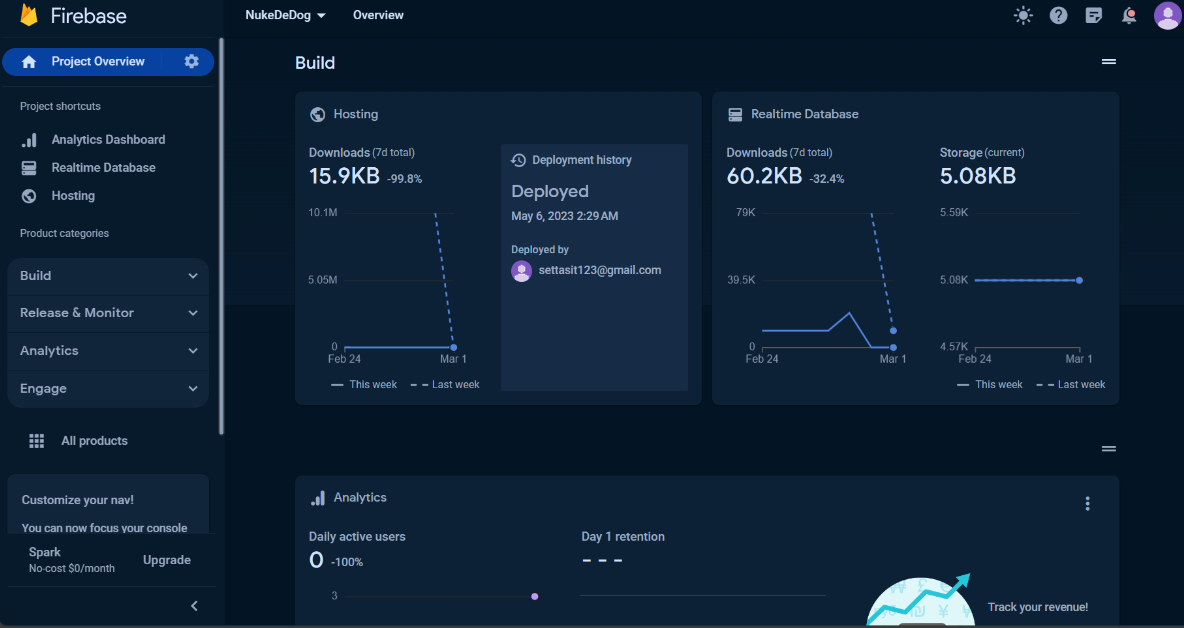 Firebase
NukeDeDog
Overview
Project Overview
Project shortcuts
Analytics Dashboard
Realtime Database
Hosting
Product categories
Build
Release & Monitor
Analytics
Engage
All products
Customize your nav!
You can now focus your console
Spark
No-cost $0/month
Upgrade
Build
Hosting
Downloads (7d total)
15.9KB -99.8%
10.1M
5.05M
0
Feb 24 Mar 1
This week Last week
Deployment history
Deployed
May 6, 2023 2:29 AM
Deployed by
settasit123@gmail.com
Realtime Database
Downloads (7d total)
60.2KB -32.4%
79K
39.5K
0
Feb 24 Mar 1
Storage (current)
5.08KB
5.59K
5.08K
4.57K
Feb 24 Mar 1
This week Last week
Analytics
Daily active users
0 -100%
3
Day 1 retention
- - -
Track your revenue!